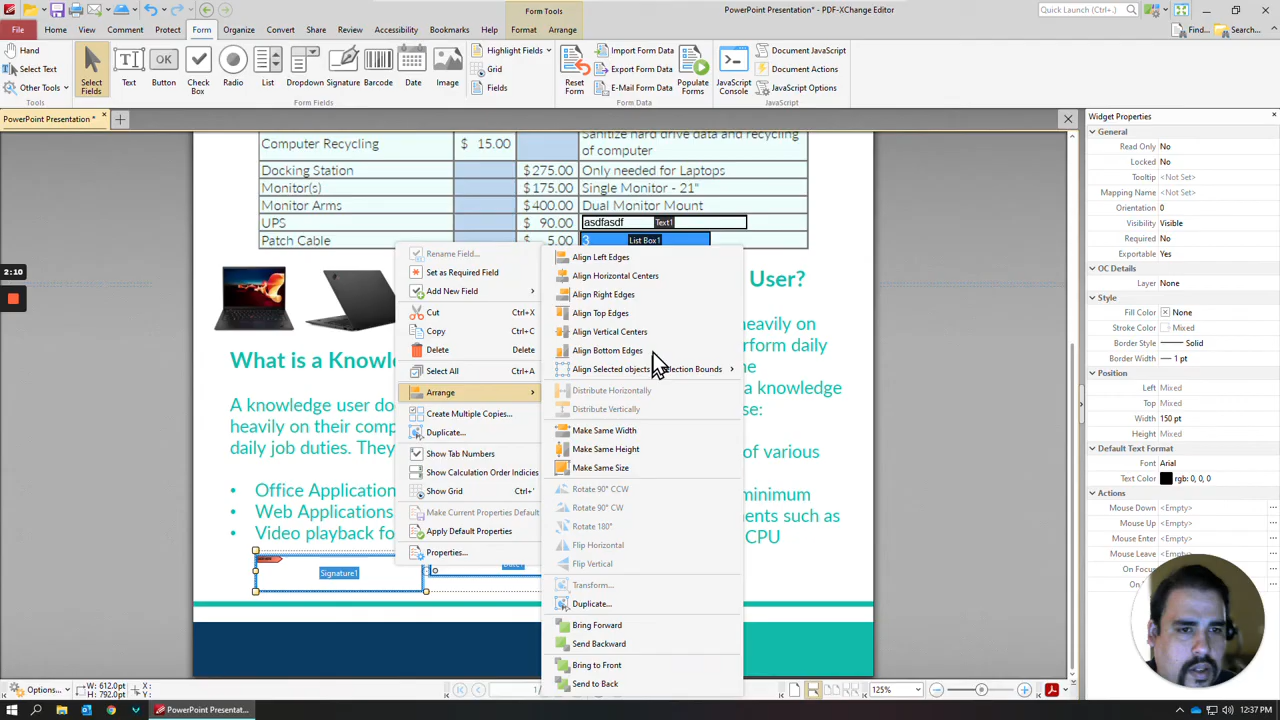 Form Tools
PowerPoint Presentation* - PDF-XChange Editor
Quick Launch (Ctrl+.)
File
Home
View
Comment
Protect
Form
Organize
Convert
Share
Review
Accessibility
Bookmarks
Help
Format
Arrange
Find...
Search...
Hand
Other Tools
Tools
Select Fields
Text
Button
Check Box
Radio
List
Dropdown
Signature
Barcode
Date
Image
Form Fields
Highlight Fields
Grid
Fields
Reset Form
Import Form Data
Export Form Data
E-Mail Form Data
Populate Forms
Form Data
JavaScript Console
Document JavaScript
Document Actions
JavaScript Options
JavaScript
PowerPoint Presentation *
Computer Recycling $ 15.00 Sanitize hard drive data and recycling of computer
Docking Station $275.00 Only needed for Laptops
Monitor(s) $175.00 Single Monitor - 21"
Monitor Arms $400.00 Dual Monitor Mount
UPS $ 90.00 asdfasdf Text1
Patch Cable $ 5.00 3 List Box1
2:10
What is a Knowl
User?
A knowledge user do
heavily on their comp
daily job duties. They
• Office Application
• Web Applications
• Video playback fo
heavily on
rform daily
he
a knowledge
se:
of various
minimum
ents such as
CPU
Signature1
Rename Field...
Set as Required Field
Add New Field
Cut Ctrl+X
Copy Ctrl+C
Delete Delete
Select All Ctrl+A
Arrange
Create Multiple Copies...
Duplicate...
Show Tab Numbers
Show Calculation Order Indicies
Show Grid Ctrl+'
Make Current Properties Default
Apply Default Properties
Properties...
Align Left Edges
Align Horizontal Centers
Align Right Edges
Align Top Edges
Align Vertical Centers
Align Bottom Edges
Align Selected objects
lection Bounds
Distribute Horizontally
Distribute Vertically
Make Same Width
Make Same Height
Make Same Size
Rotate 90° CCW
Rotate 90° CW
Rotate 180°
Flip Horizontal
Flip Vertical
Transform...
Duplicate...
Bring Forward
Send Backward
Bring to Front
Send to Back
Widget Properties
General
Read Only No
Locked No
Tooltip <Not Set>
Mapping Name <Not Set>
Orientation 0
Visibility Visible
Required No
Exportable Yes
OC Details
Layer None
Style
Fill Color None
Stroke Color Mixed
Border Style Solid
Border Width 1 pt
Position
Left Mixed
Top Mixed
Width 150 pt
Height Mixed
Default Text Format
Font Arial
Text Color rgb: 0, 0, 0
Actions
Mouse Down <Empty>
Mouse Up <Empty>
Mouse Enter <Empty>
Mouse Leave <Empty>
On Focus
Options...
W: 612.0pt
H: 792.0pt
X:
Y:
125%
PowerPoint Presentat...
12:37 PM